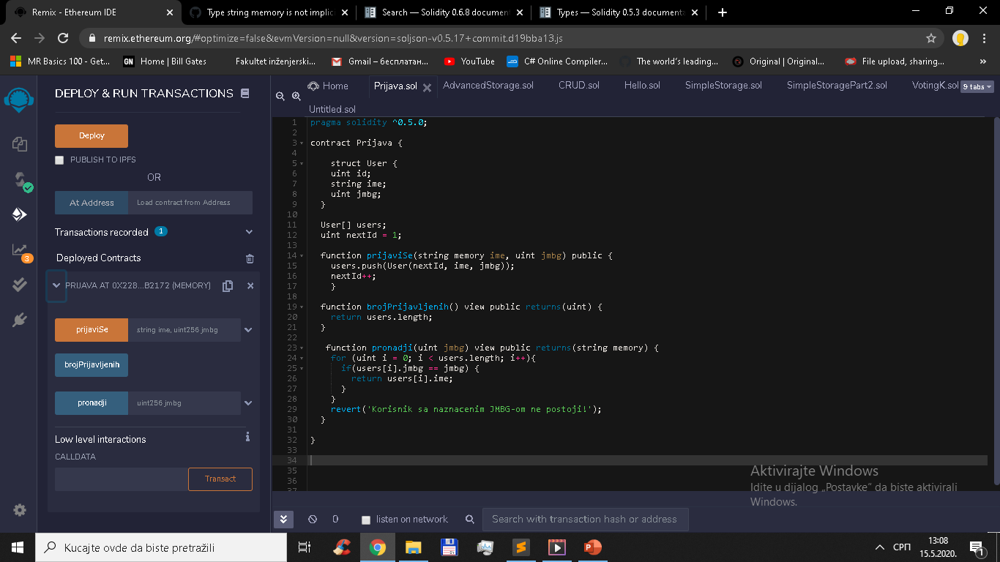 Remix - Ethereum IDE
Type string memory is not implic
Search — Solidity 0.6.8 documen
Types — Solidity 0.5.3 documenta
remix.ethereum.org/#optimize=false&evmVersion=null&version=soljson-v0.5.17+commit.d19bba13.js
MR Basics 100 - Get...
GN
Home | Bill Gates
Fakultet inženjerski...
Gmail – бесплатан...
YouTube
C# Online Compiler...
The world's leading...
Original | Original...
File upload, sharing...
»
DEPLOY & RUN TRANSACTIONS
Deploy
PUBLISH TO IPFS
OR
At Address
Load contract from Address
Transactions recorded
1
3
Deployed Contracts
PRIJAVA AT 0X22B...B2172 (MEMORY)
prijaviSe
string ime, uint256 jmbg
brojPrijavljenih
pronadji
uint256 jmbg
Low level interactions
CALLDATA
Transact
Home
Prijava.sol
AdvancedStorage.sol
CRUD.sol
Hello.sol
SimpleStorage.sol
SimpleStoragePart2.sol
VotingK.sol
9 tabs
Untitled.sol
1 pragma solidity ^0.5.0;
2
3 contract Prijava {
4
5 struct User {
6 uint id;
7 string ime;
8 uint jmbg;
9 }
10
11 User[] users;
12 uint nextId = 1;
13
14 function prijaviSe(string memory ime, uint jmbg) public {
15 users.push(User(nextId, ime, jmbg));
16 nextId++;
17 }
18
19 function brojPrijavljenih() view public returns(uint) {
20 return users.length;
21 }
22
23 function pronadji(uint jmbg) view public returns(string memory) {
24 for (uint i = 0; i < users.length; i++){
25 if(users[i].jmbg == jmbg) {
26 return users[i].ime;
27 }
28 }
29 revert('Korisnik sa naznacenim JMBG-om ne postoji!');
30 }
31
32 }
33
34
35
36
37
Aktivirajte Windows
Idite u dijalog „Postavke“ da biste aktivirali
Windows.
0
listen on network
Search with transaction hash or address
Kucajte ovde da biste pretražili
СРП
13:08
15.5.2020.
1